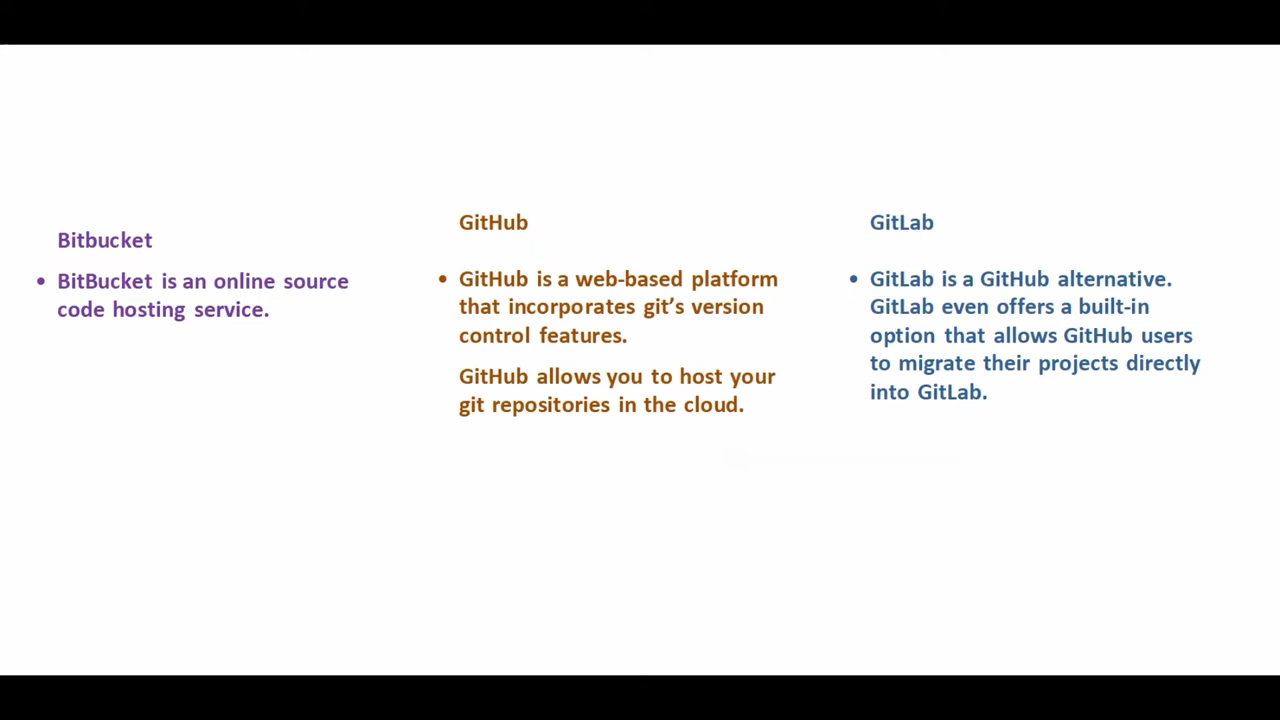 Bitbucket
• BitBucket is an online source
code hosting service.
GitHub
• GitHub is a web-based platform
that incorporates git’s version
control features.
GitHub allows you to host your
git repositories in the cloud.
GitLab
• GitLab is a GitHub alternative.
GitLab even offers a built-in
option that allows GitHub users
to migrate their projects directly
into GitLab.